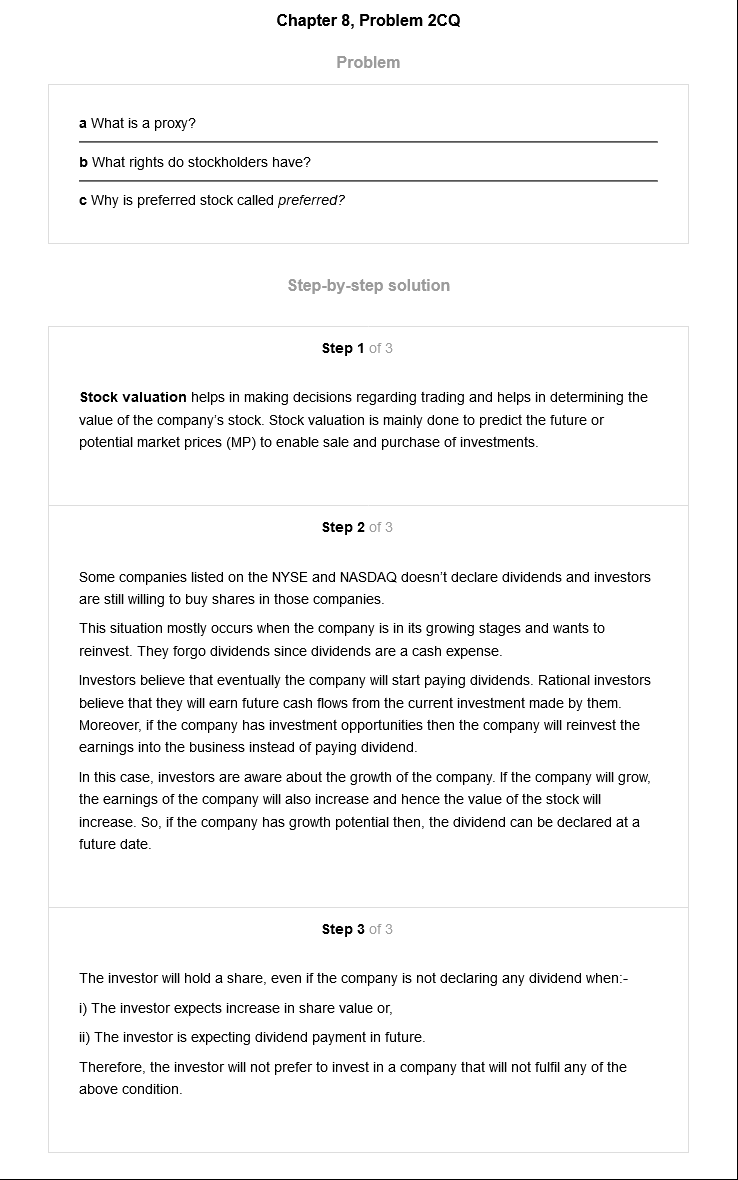 Chapter 8, Problem 2CQ
Problem
a What is a proxy?
b What rights do stockholders have?
c Why is preferred stock called preferred?
Step-by-step solution
Step 1 of 3
Stock valuation helps in making decisions regarding trading and helps in determining the
value of the company's stock. Stock valuation is mainly done to predict the future or
potential market prices (MP) to enable sale and purchase of investments.
Step 2 of 3
Some companies listed on the NYSE and NASDAQ doesn't declare dividends and investors
are still willing to buy shares in those companies.
This situation mostly occurs when the company is in its growing stages and wants to
reinvest. They forgo dividends since dividends are a cash expense.
Investors believe that eventually the company will start paying dividends. Rational investors
believe that they will earn future cash flows from the current investment made by them.
Moreover, if the company has investment opportunities then the company will reinvest the
earnings into the business instead of paying dividend.
In this case, investors are aware about the growth of the company. If the company will grow,
the earnings of the company will also increase and hence the value of the stock will
increase. So, if the company has growth potential then, the dividend can be declared at a
future date.
Step 3 of 3
The investor will hold a share, even if the company is not declaring any dividend when:-
i) The investor expects increase in share value or,
ii) The investor is expecting dividend payment in future.
Therefore, the investor will not prefer to invest in a company that will not fulfil any of the
above condition.